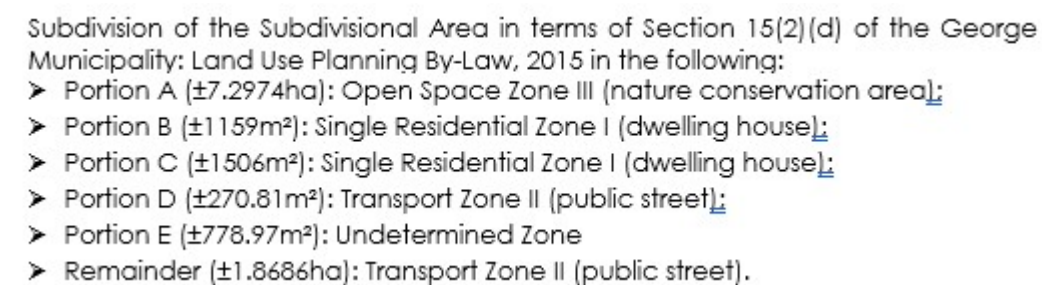 Subdivision of the Subdivisional Area in terms of Section 15(2)(d) of the George
Municipality: Land Use Planning By-Law, 2015 in the following:
➤ Portion A (±7.2974ha): Open Space Zone III (nature conservation area);
➤ Portion B (±1159m²): Single Residential Zone I (dwelling house);
➤ Portion C (±1506m²): Single Residential Zone I (dwelling house);
➤ Portion D (±270.81m²): Transport Zone II (public street);
➤ Portion E (±778.97m²): Undetermined Zone
➤ Remainder (±1.8686ha): Transport Zone II (public street).